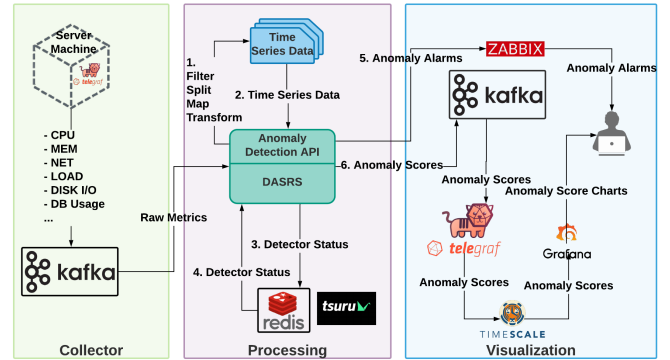 Server
Machine
telegraf
- CPU
- MEM
- NET
- LOAD
- DISK I/O
- DB Usage
...
kafka
Raw Metrics
Collector
Time
Series Data
1.
Filter
Split
Map
Transform
2. Time Series Data
Anomaly
Detection API
DASRS
3. Detector Status
4. Detector Status
redis
tsuru
Processing
5. Anomaly Alarms
ZABBIX
Anomaly Alarms
kafka
6. Anomaly Scores
Anomaly Scores
Anomaly Score Charts
telegraf
Grafana
Anomaly Scores
Anomaly Scores
TIMESCALE
Visualization